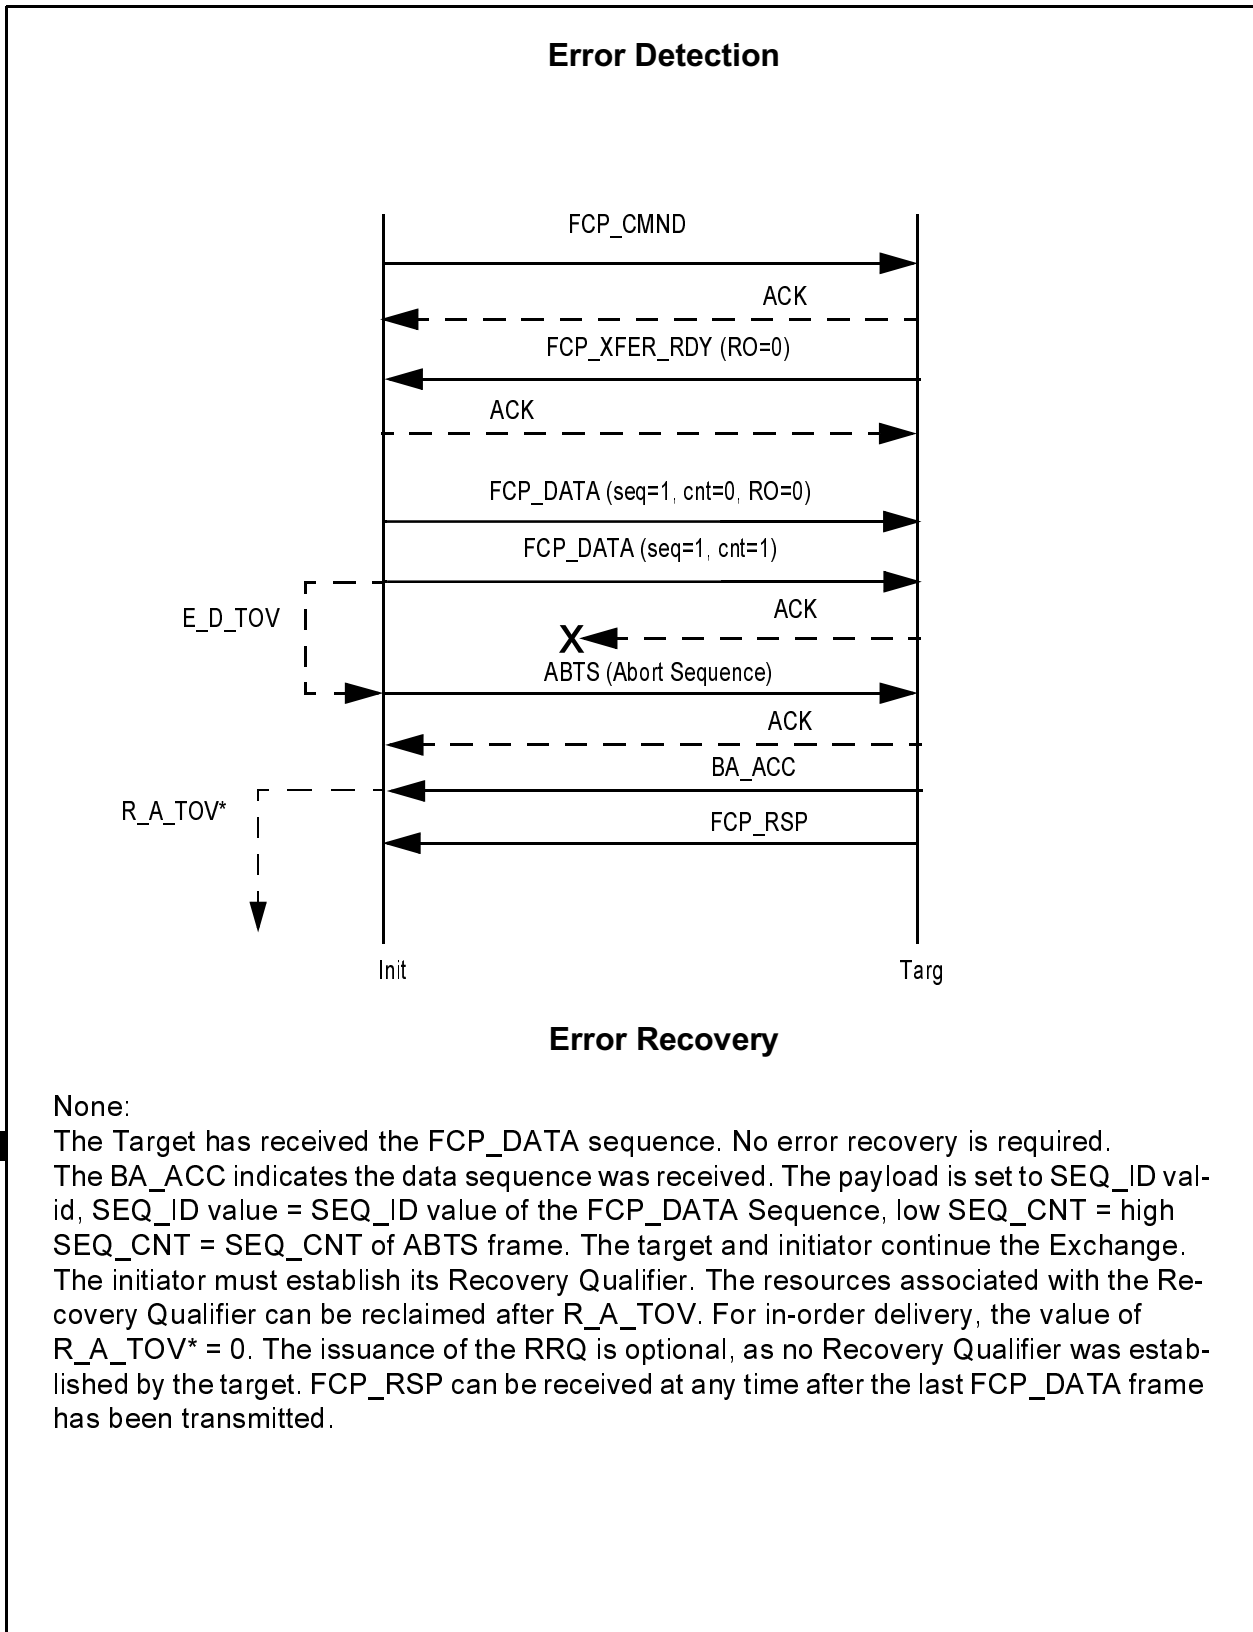 Error Detection
FCP_CMND
ACK
FCP_XFER_RDY (RO=0)
ACK
FCP_DATA (seq=1, cnt=0, RO=0)
FCP_DATA (seq=1, cnt=1)
E_D_TOV
ACK
X
ABTS (Abort Sequence)
ACK
BA_ACC
R_A_TOV*
FCP_RSP
Init
Targ
Error Recovery
None:
The Target has received the FCP_DATA sequence. No error recovery is required.
The BA_ACC indicates the data sequence was received. The payload is set to SEQ_ID val-
id, SEQ_ID value = SEQ_ID value of the FCP_DATA Sequence, low SEQ_CNT = high
SEQ_CNT = SEQ_CNT of ABTS frame. The target and initiator continue the Exchange.
The initiator must establish its Recovery Qualifier. The resources associated with the Re-
covery Qualifier can be reclaimed after R_A_TOV. For in-order delivery, the value of
R_A_TOV* = 0. The issuance of the RRQ is optional, as no Recovery Qualifier was estab-
lished by the target. FCP_RSP can be received at any time after the last FCP_DATA frame
has been transmitted.